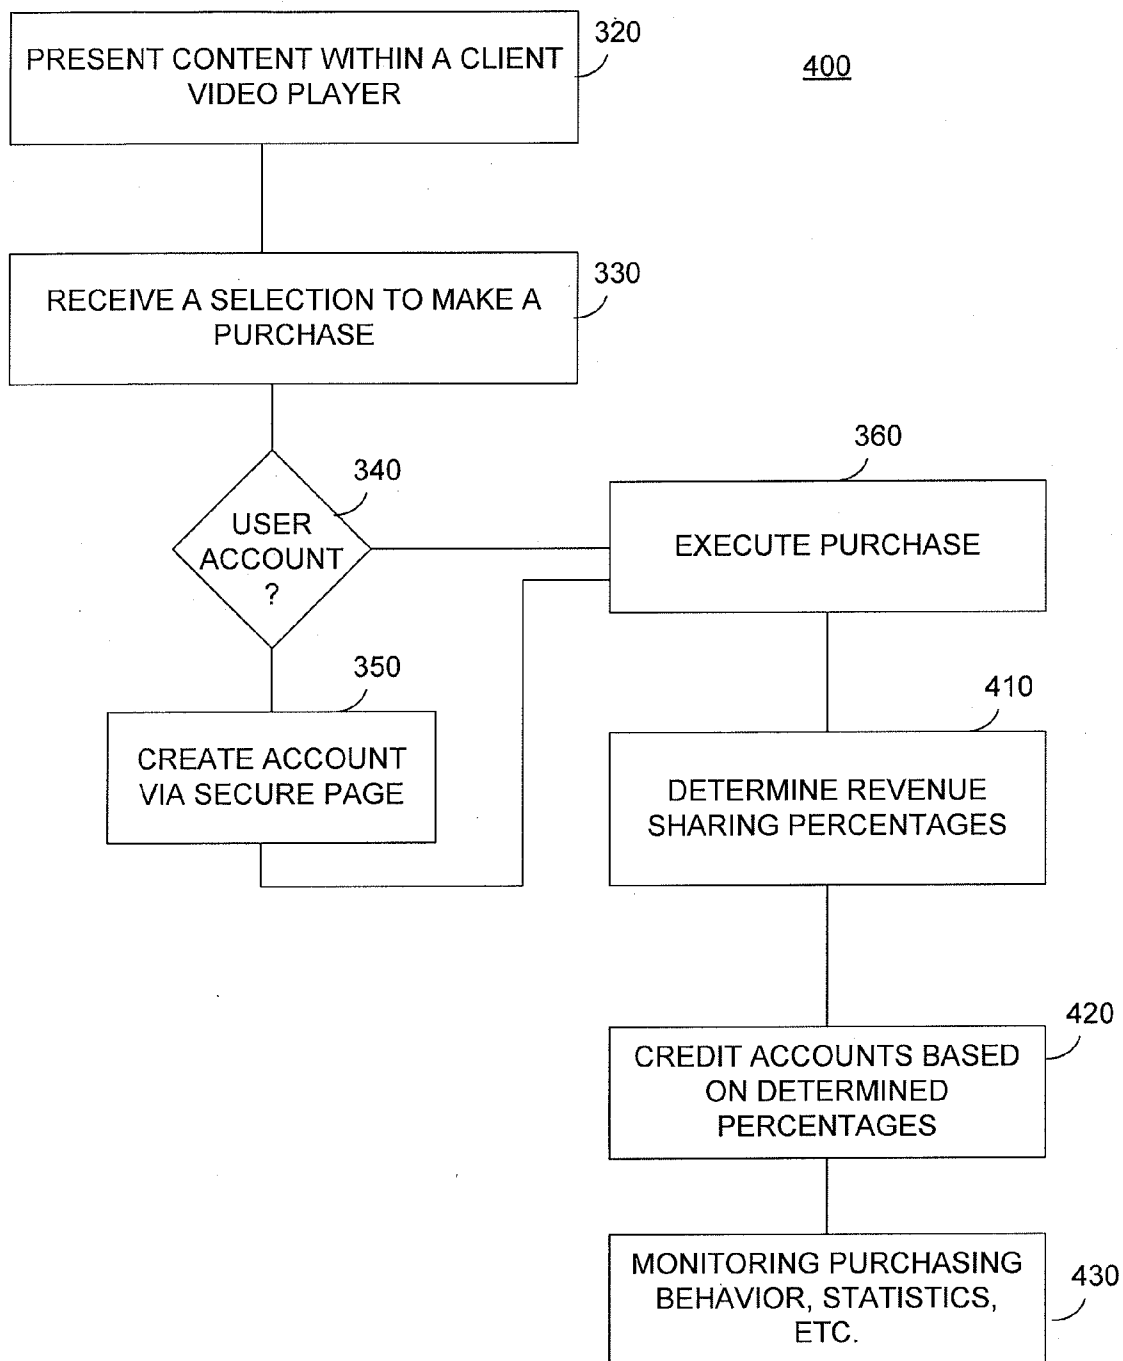 PRESENT CONTENT WITHIN A CLIENT
VIDEO PLAYER
320
400
RECEIVE A SELECTION TO MAKE A
PURCHASE
330
USER
ACCOUNT
?
340
360
EXECUTE PURCHASE
350
CREATE ACCOUNT
VIA SECURE PAGE
410
DETERMINE REVENUE
SHARING PERCENTAGES
420
CREDIT ACCOUNTS BASED
ON DETERMINED
PERCENTAGES
MONITORING PURCHASING
BEHAVIOR, STATISTICS,
ETC.
430